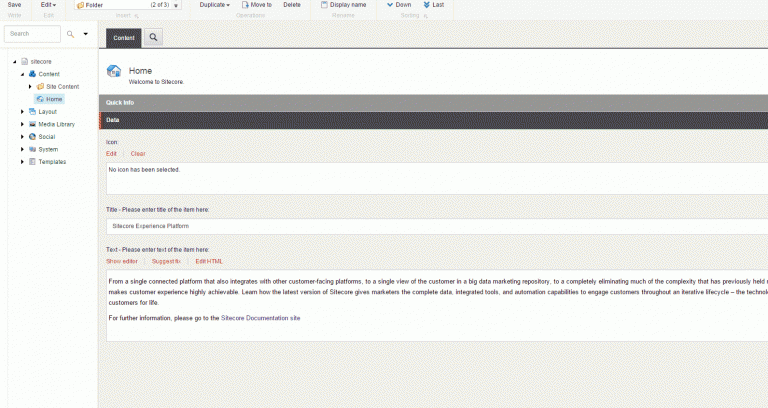 Save Edit Folder (2 of 3) Duplicate Move to Delete Display name Down Last
Write Edit Insert Operations Rename Sorting
Search
Content
sitecore
Content
Site Content
Home
Layout
Media Library
Social
System
Templates
Home
Welcome to Sitecore.
Quick Info
Data
Icon:
Edit Clear
No icon has been selected.
Title - Please enter title of the item here:
Sitecore Experience Platform
Text - Please enter text of the item here:
Show editor Suggest fix Edit HTML
From a single connected platform that also integrates with other customer-facing platforms, to a single view of the customer in a big data marketing repository, to a completely eliminating much of the complexity that has previously held
makes customer experience highly achievable. Learn how the latest version of Sitecore gives marketers the complete data, integrated tools, and automation capabilities to engage customers throughout an iterative lifecycle – the technolo
customers for life.
For further information, please go to the Sitecore Documentation site